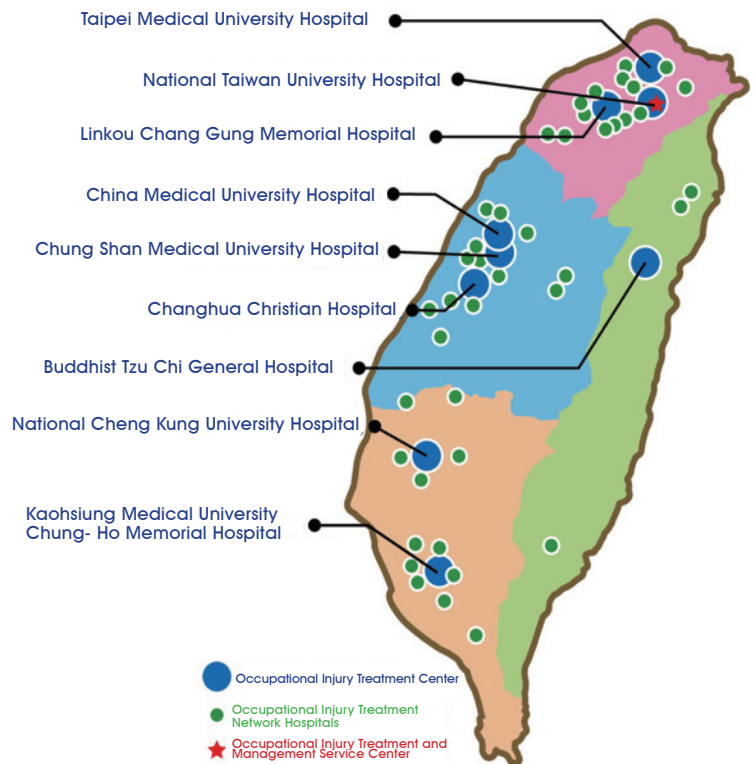 Taipei Medical University Hospital
National Taiwan University Hospital
Linkou Chang Gung Memorial Hospital
China Medical University Hospital
Chung Shan Medical University Hospital
Changhua Christian Hospital
Buddhist Tzu Chi General Hospital
National Cheng Kung University Hospital
Kaohsiung Medical University
Chung- Ho Memorial Hospital
Occupational Injury Treatment Center
Occupational Injury Treatment
Network Hospitals
Occupational Injury Treatment and
Management Service Center